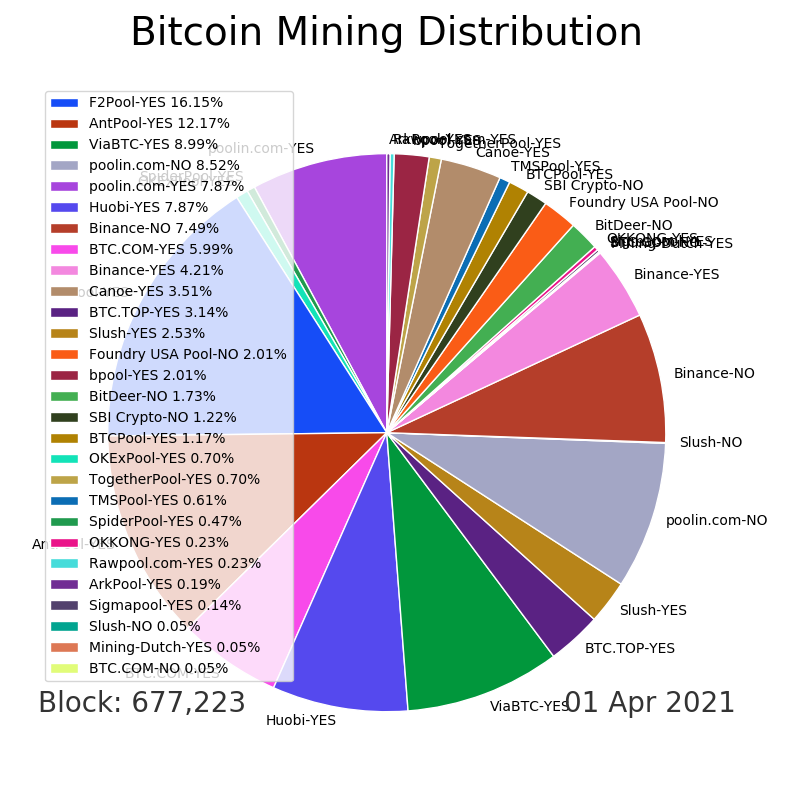 Bitcoin Mining Distribution
F2Pool-YES 16.15%
AntPool-YES 12.17%
ViaBTC-YES 8.99%
poolin.com-NO 8.52%
poolin.com-YES 7.87%
Huobi-YES 7.87%
Binance-NO 7.49%
BTC.COM-YES 5.99%
Binance-YES 4.21%
Canoe-YES 3.51%
BTC.TOP-YES 3.14%
Slush-YES 2.53%
Foundry USA Pool-NO 2.01%
bpool-YES 2.01%
BitDeer-NO 1.73%
SBI Crypto-NO 1.22%
BTCPool-YES 1.17%
OKExPool-YES 0.70%
TogetherPool-YES 0.70%
TMSPool-YES 0.61%
SpiderPool-YES 0.47%
OKKONG-YES 0.23%
Rawpool.com-YES 0.23%
ArkPool-YES 0.19%
Sigmapool-YES 0.14%
Slush-NO 0.05%
Mining-Dutch-YES 0.05%
BTC.COM-NO 0.05%
poolin.com-YES
SpiderPool-YES
BTC.COM-YES
Huobi-YES
ViaBTC-YES
BTC.TOP-YES
Slush-YES
poolin.com-NO
Slush-NO
Binance-NO
Binance-YES
Mining-Dutch-YES
OKKONG-YES
BitDeer-NO
Foundry USA Pool-NO
SBI Crypto-NO
BTCPool-YES
TMSPool-YES
Canoe-YES
TogetherPool-YES
Block: 677,223
01 Apr 2021